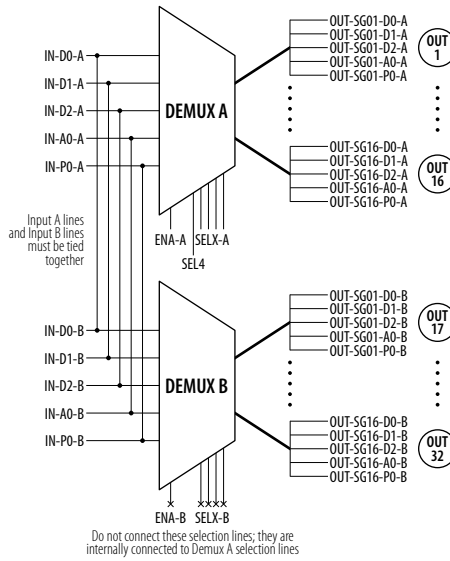 OUT-SG01-D0-A
OUT-SG01-D1-A
OUT-SG01-D2-A
OUT-SG01-A0-A
OUT-SG01-P0-A
OUT
1
IN-D0-A
IN-D1-A
IN-D2-A
IN-A0-A
IN-P0-A
DEMUX A
OUT-SG16-D0-A
OUT-SG16-D1-A
OUT-SG16-D2-A
OUT-SG16-A0-A
OUT-SG16-P0-A
OUT
16
Input A lines
and Input B lines
must be tied
together
ENA-A
SELX-A
SEL4
OUT-SG01-D0-B
OUT-SG01-D1-B
OUT-SG01-D2-B
OUT-SG01-A0-B
OUT-SG01-P0-B
OUT
17
IN-D0-B
IN-D1-B
IN-D2-B
IN-A0-B
IN-P0-B
DEMUX B
OUT-SG16-D0-B
OUT-SG16-D1-B
OUT-SG16-D2-B
OUT-SG16-A0-B
OUT-SG16-P0-B
OUT
32
ENA-B
SELX-B
Do not connect these selection lines; they are
internally connected to Demux A selection lines